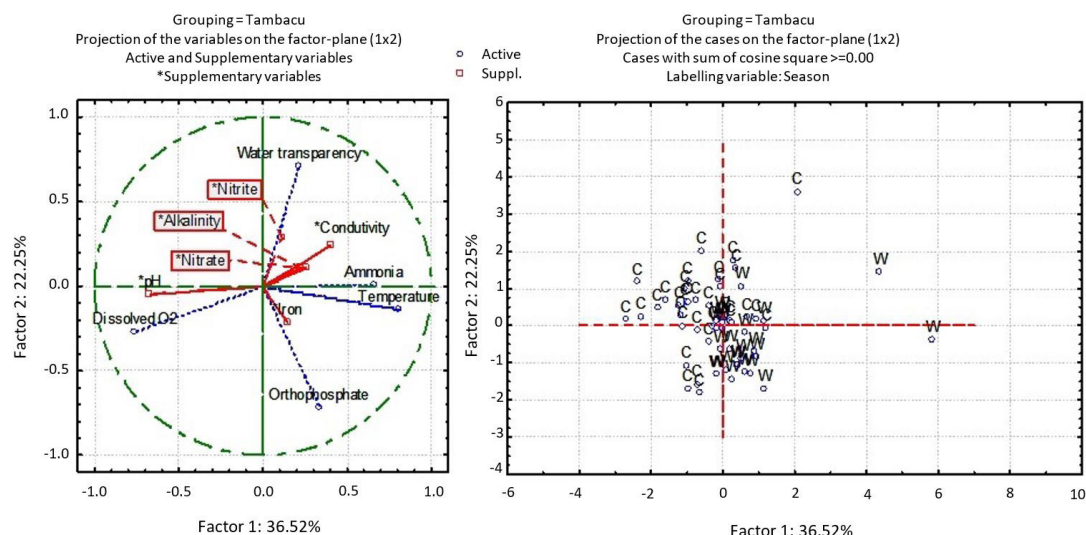 Grouping = Tambacu
Projection of the variables on the factor-plane (1x2)
Active and Supplementary variables
*Supplementary variables
Active
Suppl.
1.0
0.5
0.0
-0.5
-1.0
-1.0
-0.5
0.0
0.5
1.0
Factor 2: 22.25%
Factor 1: 36.52%
Water transparency
*Nitrite
*Alkalinity
*Condutivity
*Nitrate
Ammonia
*pH
Temperature
Iron
Dissolved O2
Orthophosphate
Grouping = Tambacu
Projection of the cases on the factor-plane (1x2)
Cases with sum of cosine square >=0.00
Labelling variable: Season
6
5
4
3
2
1
0
-1
-2
-3
-4
-6
-4
-2
0
2
4
6
8
10
Factor 2: 22.25%
Factor 1: 36.52%
C
C
C
W
C
C
W
C
C
C
W
W
C
C
C
W